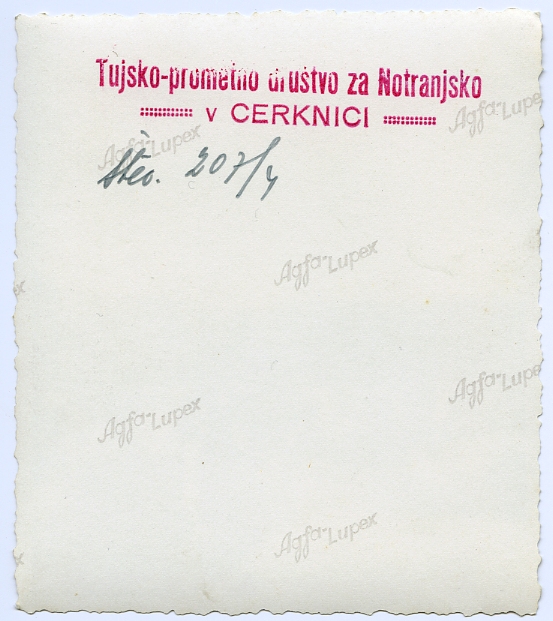 Tujsko-prometno društvo za Notranjsko
v CERKNICI
Agfa-Lupex
Agfa-Lupex
Štev. 207/4
Agfa-Lupex
Agfa-Lupex
Agfa-Lupex
Agfa-Lupex